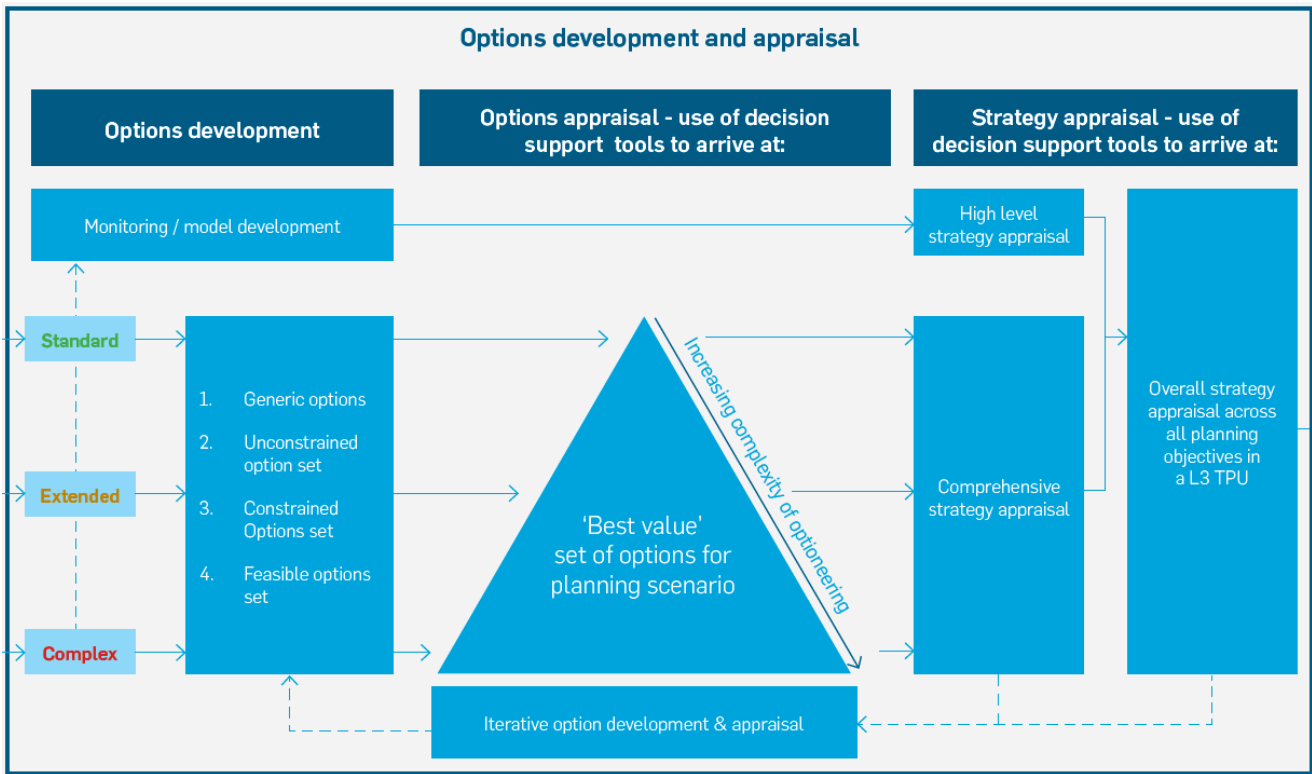 Options development and appraisal
Options development
Options appraisal - use of decision
support tools to arrive at:
Strategy appraisal - use of
decision support tools to arrive at:
Monitoring / model development
High level
strategy appraisal
Standard
Extended
Complex
1. Generic options
2. Unconstrained
option set
3. Constrained
Options set
4. Feasible options
set
'Best value'
set of options for
planning scenario
Increasing complexity of optioneering
Comprehensive
strategy appraisal
Overall strategy
appraisal across
all planning
objectives in
a L3 TPU
Iterative option development & appraisal